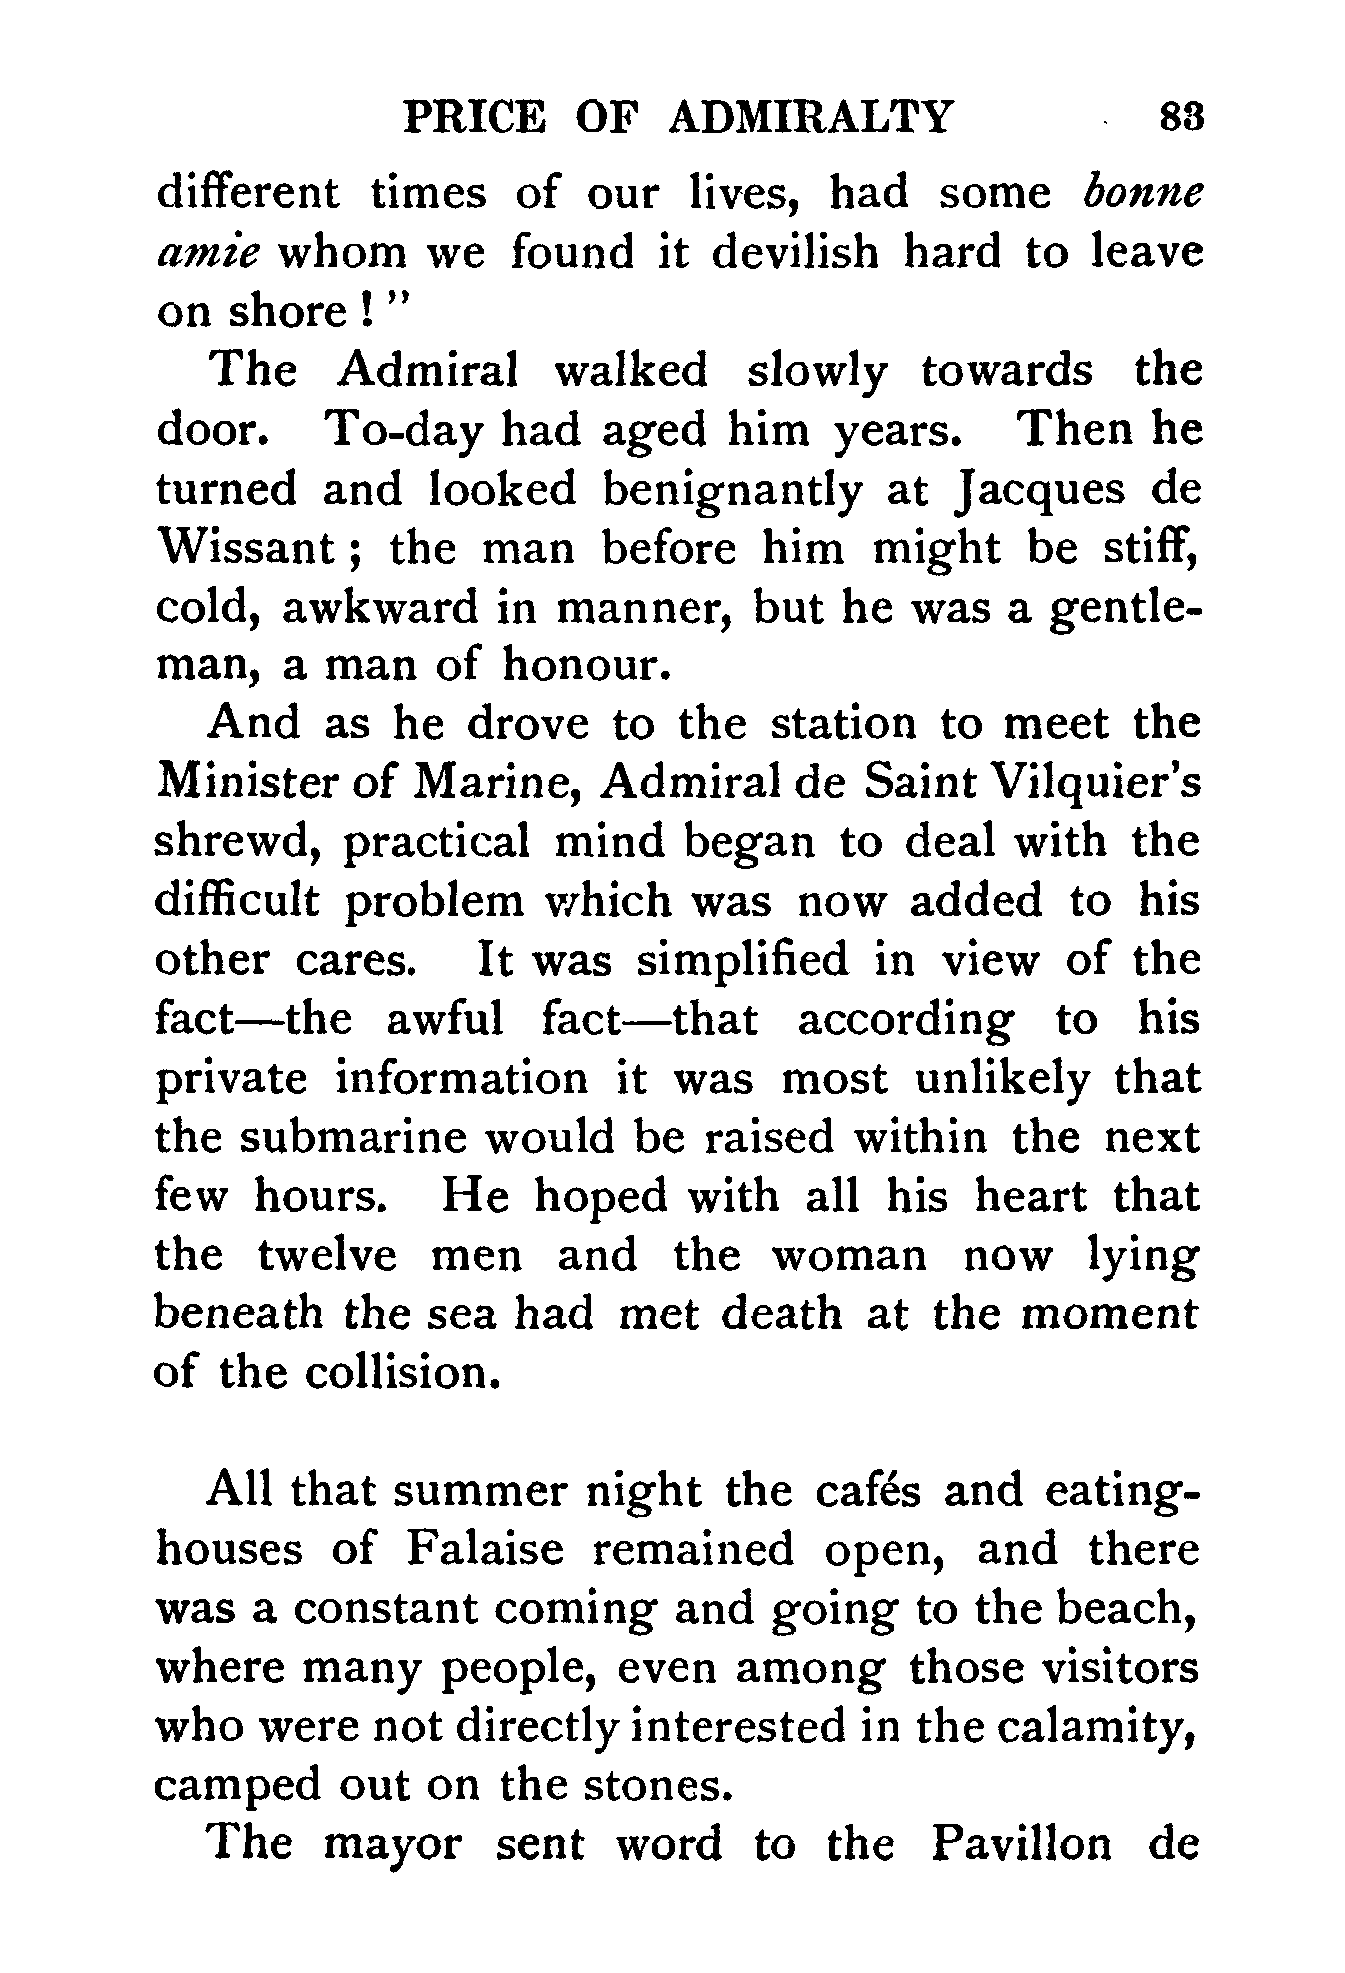 PRICE OF ADMIRALTY 83
different times of our lives, had some bonne
amie whom we found it devilish hard to leave
on shore ! "
The Admiral walked slowly towards the
door. To-day had aged him years. Then he
turned and looked benignantly at Jacques de
Wissant ; the man before him might be stiff,
cold, awkward in manner, but he was a gentle-
man, a man of honour.
And as he drove to the station to meet the
Minister of Marine, Admiral de Saint Vilquier's
shrewd, practical mind began to deal with the
difficult problem which was now added to his
other cares. It was simplified in view of the
fact—the awful fact—that according to his
private information it was most unlikely that
the submarine would be raised within the next
few hours. He hoped with all his heart that
the twelve men and the woman now lying
beneath the sea had met death at the moment
of the collision.
All that summer night the cafés and eating-
houses of Falaise remained open, and there
was a constant coming and going to the beach,
where many people, even among those visitors
who were not directly interested in the calamity,
camped out on the stones.
The mayor sent word to the Pavillon de